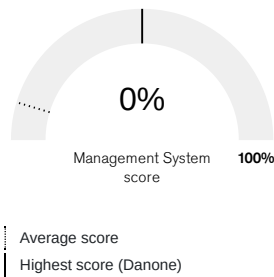 0%
Management System
score
100%
Average score
Highest score (Danone)